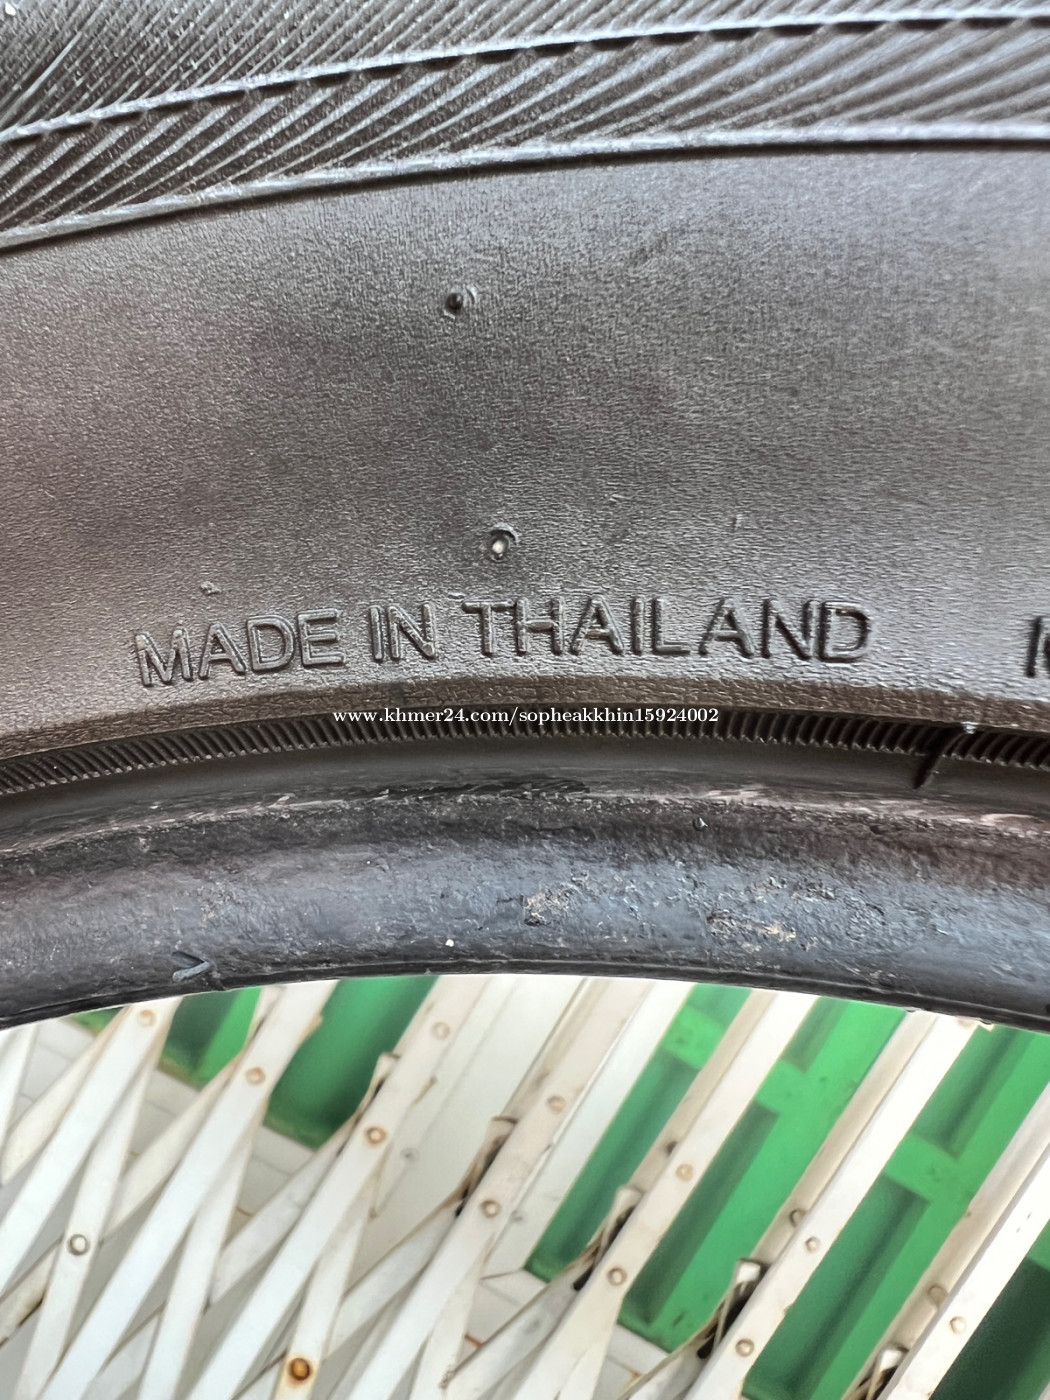 MADE IN THAILAND
www.khmer24.com/sopheakkhin15924002